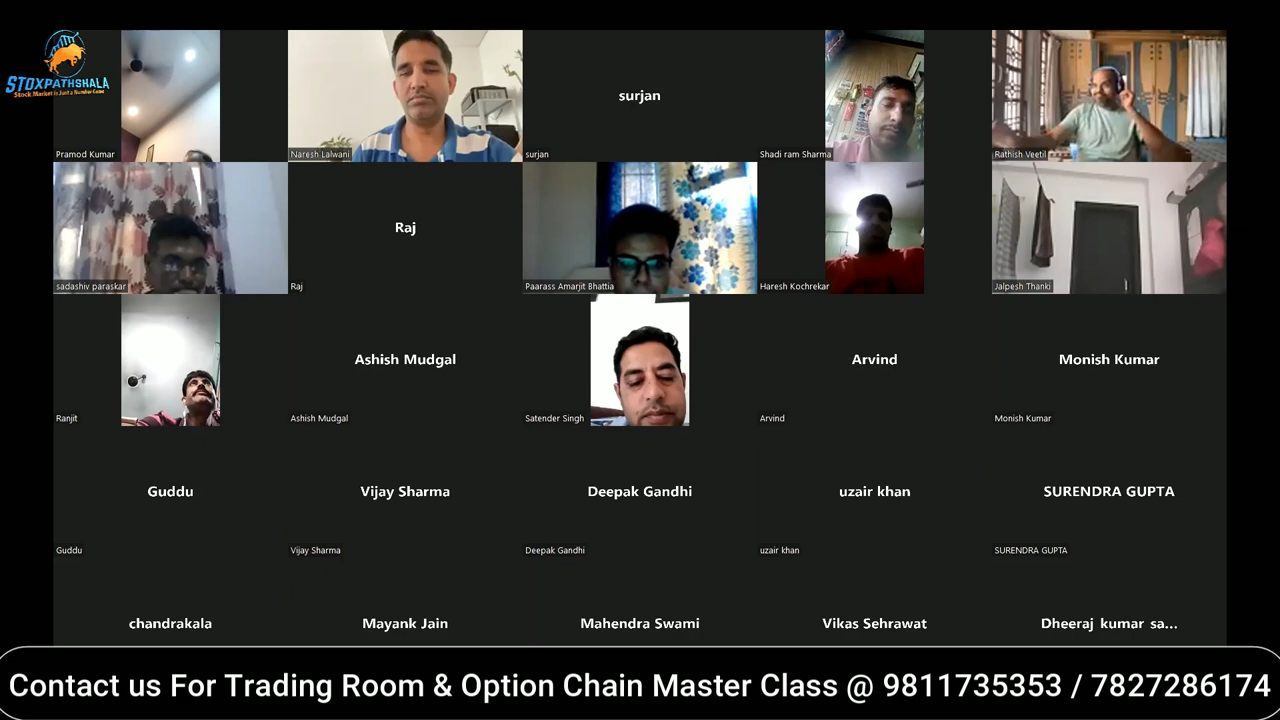 STOXPATHSHALA
Stock Market is Just a Number Game
Pramod Kumar
Naresh Lalwani
surjan
surjan
Shadi ram Sharma
Rathish Veetil
sadashiv paraskar
Raj
Raj
Paarass Amarjit Bhattia
Haresh Kochrekar
Jalpesh Thanki
Ranjit
Ashish Mudgal
Ashish Mudgal
Satender Singh
Arvind
Arvind
Monish Kumar
Monish Kumar
Guddu
Guddu
Vijay Sharma
Vijay Sharma
Deepak Gandhi
Deepak Gandhi
uzair khan
uzair khan
SURENDRA GUPTA
SURENDRA GUPTA
chandrakala
Mayank Jain
Mahendra Swami
Vikas Sehrawat
Dheeraj kumar sa...
Contact us For Trading Room & Option Chain Master Class @ 9811735353 / 7827286174